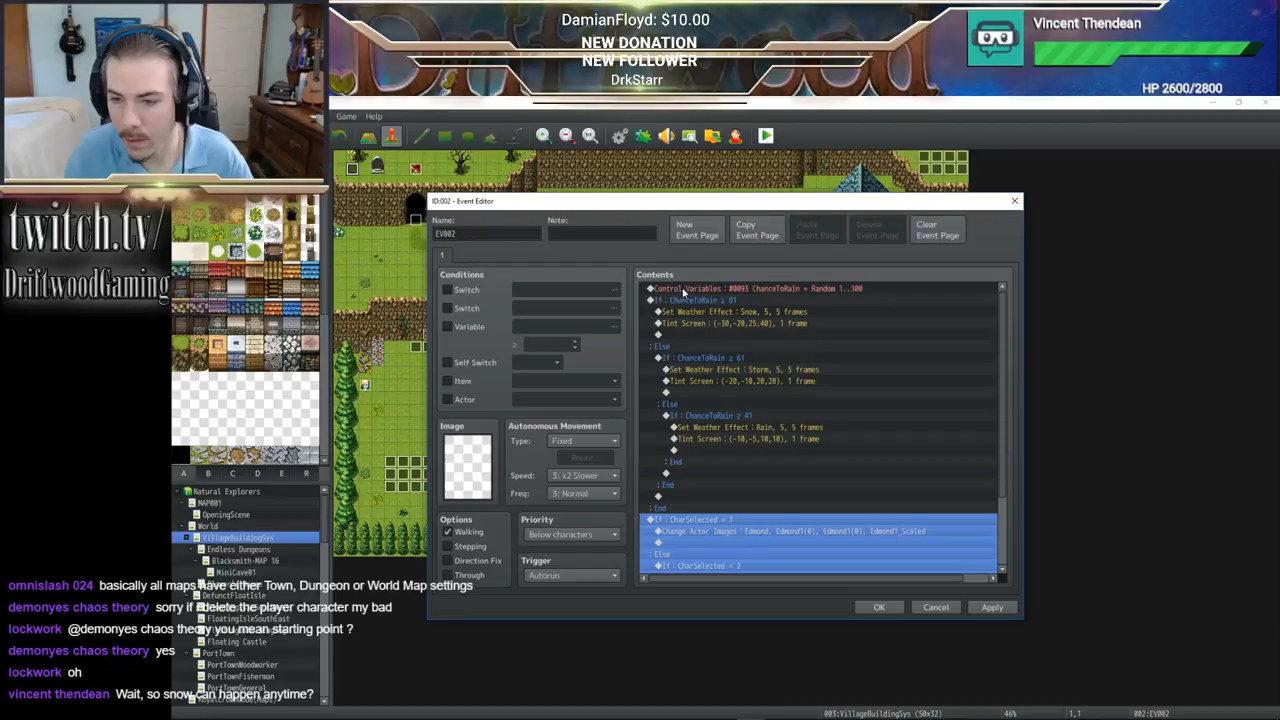 DamianFloyd: $10.00
NEW DONATION
NEW FOLLOWER
DrkStarr
Vincent Thendean
HP 2600/2800
Game Help
twitch.tv/
DriftwoodGaming
ID:002 - Event Editor
Name:
Note:
EV002
New
Event Page
Copy
Event Page
Paste
Event Page
Delete
Event Page
Clear
Event Page
1
Conditions
Switch
Switch
Variable
≥
Self Switch
Item
Actor
Image
Autonomous Movement
Type: Fixed
Route...
Speed: 3: x2 Slower
Freq: 3: Normal
Options
Walking
Stepping
Direction Fix
Through
Priority
Below characters
Trigger
Autorun
Contents
◆Control Variables : #0093 ChanceToRain = Random 1..100
◆If : ChanceToRain ≥ 81
◆Set Weather Effect : Snow, 5, 5 frames
◆Tint Screen : (-30,-20,25,40), 1 frame
◆
: Else
◆If : ChanceToRain ≥ 61
◆Set Weather Effect : Storm, 5, 5 frames
◆Tint Screen : (-20,-10,20,20), 1 frame
◆
: Else
◆If : ChanceToRain ≥ 41
◆Set Weather Effect : Rain, 5, 5 frames
◆Tint Screen : (-10,-5,10,10), 1 frame
◆
: End
◆
: End
◆
: End
◆If : CharSelected = 1
◆Change Actor Images : Edmond, Edmond1(0), Edmond1(0), Edmond1_Scaled
◆
: Else
◆If : CharSelected = 2
OK
Cancel
Apply
A B C D E R
Natural Explorers
MAP001
OpeningScene
World
VillageBuildingSys
Endless Dungeons
Blacksmith-MAP 16
MiniCave01
DefunctFloatIsle
FloatingIsleSouthEast
Floating Castle
PortTown
PortTownWoodworker
PortTownFisherman
PortTownGeneral
RoyalCrownRoad(Maps)
omnislash 024 basically all maps have either Town, Dungeon or World Map settings
demonyes chaos theory sorry if i delete the player character my bad
lockwork @demonyes chaos theory you mean starting point ?
demonyes chaos theory yes
lockwork oh
vincent thendean Wait, so snow can happen anytime?
003:VillageBuildingSys (50x32)
46%
1,1
002:EV002